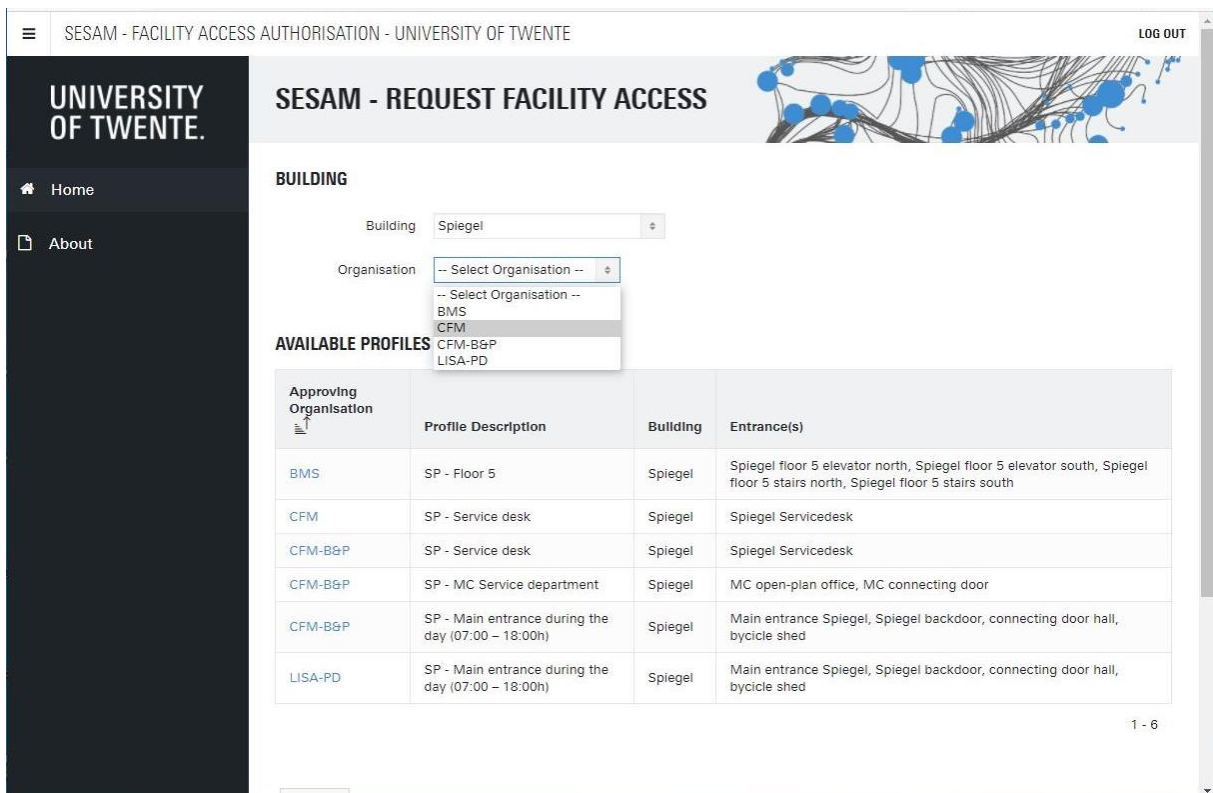 SESAM - FACILITY ACCESS AUTHORISATION - UNIVERSITY OF TWENTE
LOG OUT
UNIVERSITY
OF TWENTE.
Home
About
SESAM - REQUEST FACILITY ACCESS
BUILDING
Building
Spiegel
Organisation
-- Select Organisation --
-- Select Organisation --
BMS
CFM
CFM-B&P
LISA-PD
AVAILABLE PROFILES
Approving
Organisation
Profile Description
Building
Entrance(s)
BMS
SP - Floor 5
Spiegel
Spiegel floor 5 elevator north, Spiegel floor 5 elevator south, Spiegel
floor 5 stairs north, Spiegel floor 5 stairs south
CFM
SP - Service desk
Spiegel
Spiegel Servicedesk
CFM-B&P
SP - Service desk
Spiegel
Spiegel Servicedesk
CFM-B&P
SP - MC Service department
Spiegel
MC open-plan office, MC connecting door
CFM-B&P
SP - Main entrance during the
day (07:00 – 18:00h)
Spiegel
Main entrance Spiegel, Spiegel backdoor, connecting door hall,
bycicle shed
LISA-PD
SP - Main entrance during the
day (07:00 – 18:00h)
Spiegel
Main entrance Spiegel, Spiegel backdoor, connecting door hall,
bycicle shed
1 - 6